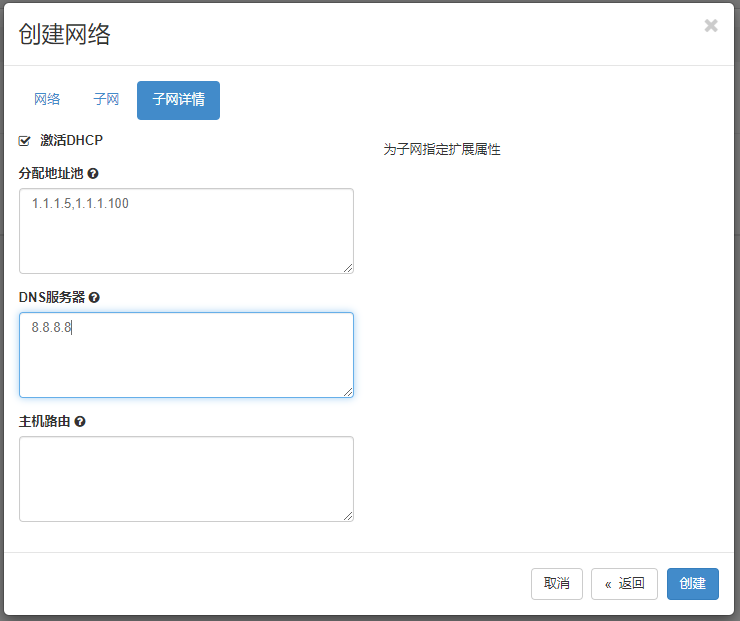 创建网络
×
网络 子网 子网详情
激活DHCP
为子网指定扩展属性
分配地址池
1.1.1.5,1.1.1.100
DNS服务器
8.8.8.8
主机路由
取消 « 返回 创建